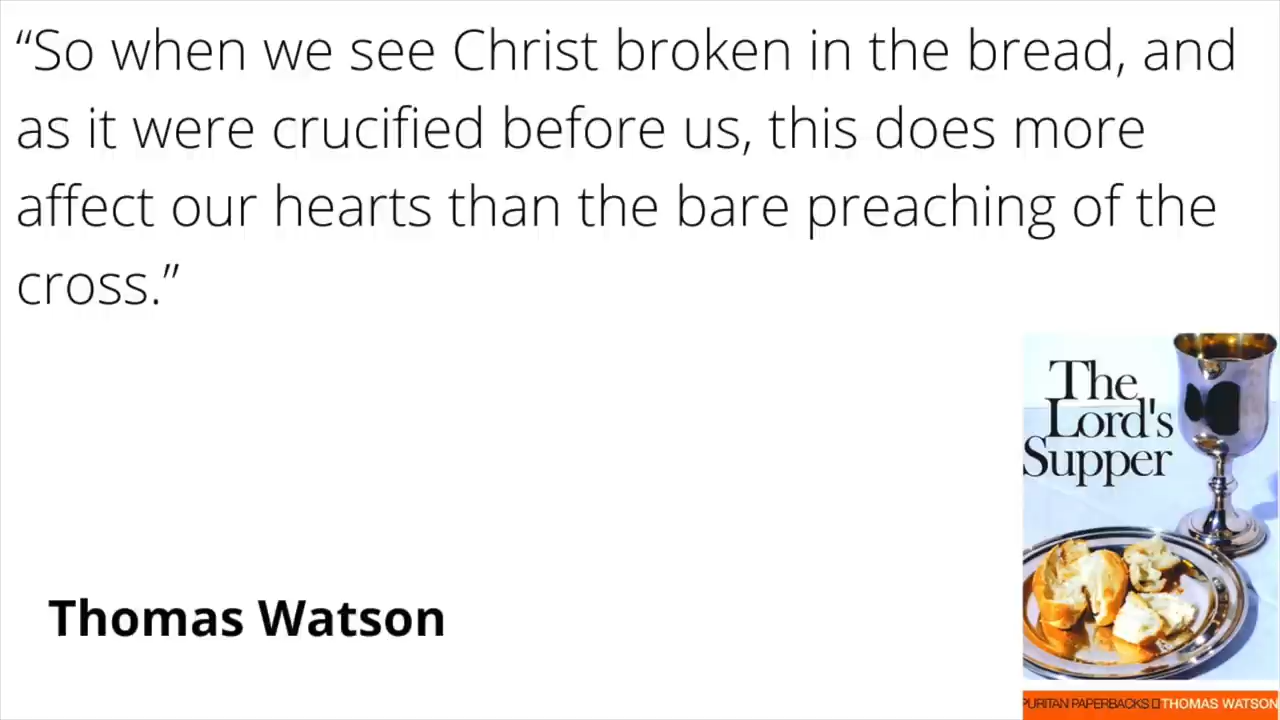 “So when we see Christ broken in the bread, and
as it were crucified before us, this does more
affect our hearts than the bare preaching of the
cross.”
The
Lord's
Supper
Thomas Watson
PURITAN PAPERBACKS THOMAS WATSON